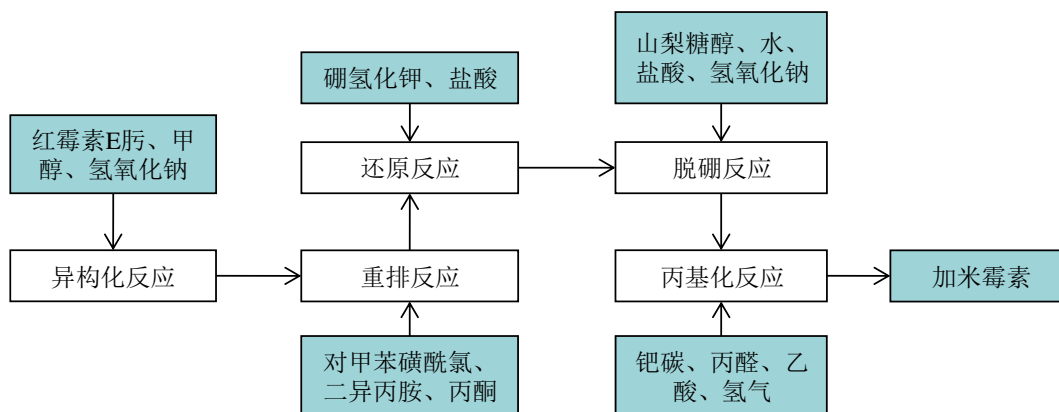 红霉素E肟、甲
醇、氢氧化钠
异构化反应
硼氢化钾、盐酸
还原反应
重排反应
对甲苯磺酰氯、
二异丙胺、丙酮
山梨糖醇、水、
盐酸、氢氧化钠
脱硼反应
丙基化反应
钯碳、丙醛、乙
酸、氢气
加米霉素